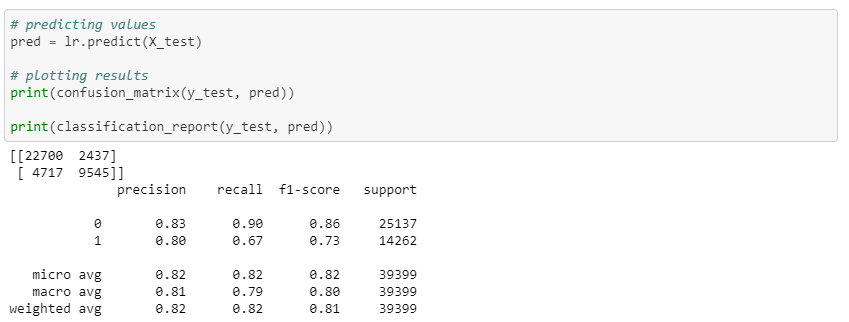 # predicting values
pred = lr.predict(X_test)
# plotting results
print(confusion_matrix(y_test, pred))
print(classification_report(y_test, pred))
[[22700  2437]
 [ 4717  9545]]
              precision    recall  f1-score   support
           0       0.83      0.90      0.86     25137
           1       0.80      0.67      0.73     14262
   micro avg       0.82      0.82      0.82     39399
   macro avg       0.81      0.79      0.80     39399
weighted avg       0.82      0.82      0.81     39399